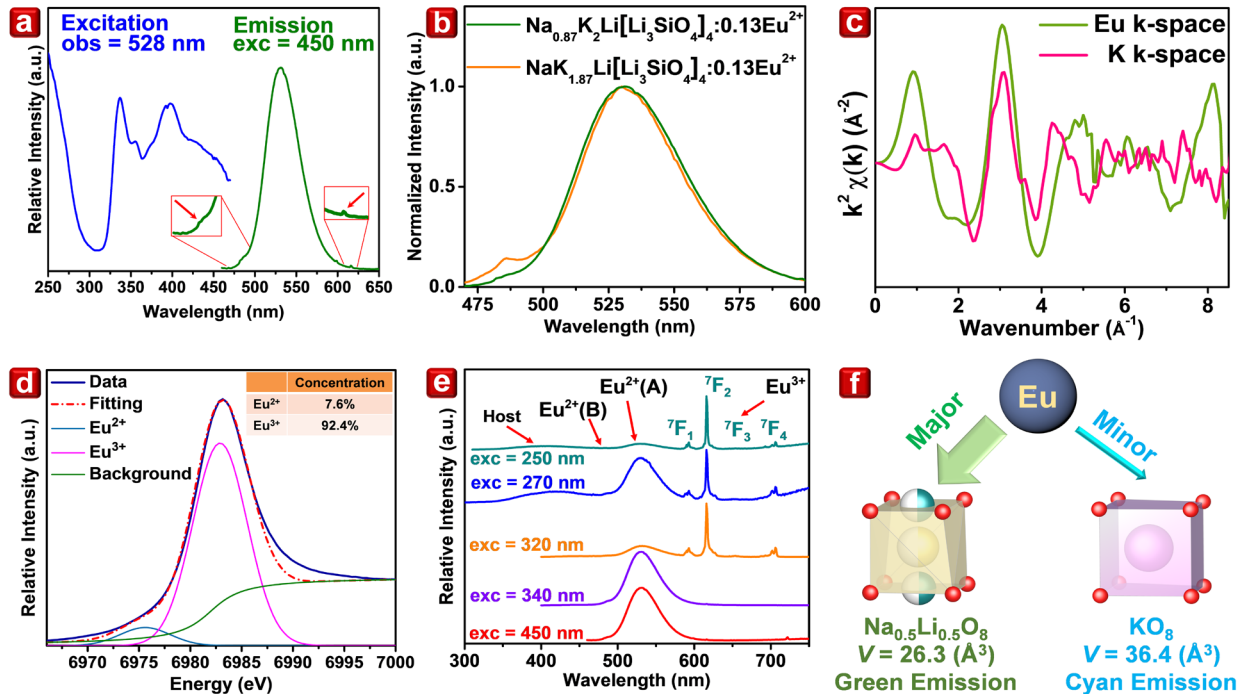 a
Excitation
obs = 528 nm
Emission
exc = 450 nm
Relative Intensity (a.u.)
250 300 350 400 450 500 550 600 650
Wavelength (nm)
b
Na0.87K2Li[Li3SiO4]4:0.13Eu2+
NaK1.87Li[Li3SiO4]4:0.13Eu2+
Normalized Intensity (a.u.)
1.0
0.5
0.0
475 500 525 550 575 600
Wavelength (nm)
c
Eu k-space
K k-space
k2 χ(k) (Å-2)
0 2 4 6 8
Wavenumber (Å-1)
d
Data
Fitting
Eu2+
Eu3+
Background
Concentration
Eu2+ 7.6%
Eu3+ 92.4%
Relative Intensity (a.u.)
6970 6975 6980 6985 6990 6995 7000
Energy (eV)
e
Host
Eu2+(B)
Eu2+(A)
7F1
7F2
7F3
7F4
Eu3+
exc = 250 nm
exc = 270 nm
exc = 320 nm
exc = 340 nm
exc = 450 nm
Relative Intensity (a.u.)
300 400 500 600 700
Wavelength (nm)
f
Eu
Major
Minor
Na0.5Li0.5O8
V = 26.3 (Å3)
Green Emission
KO8
V = 36.4 (Å3)
Cyan Emission